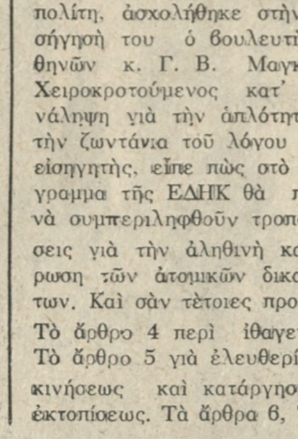 πολίτη, ἀσχολήθηκε στὴν
σήγησή του ὁ βουλευτὴ
θηνῶν κ. Γ. Β. Μαγκ
Χειροκροτούμενος κατ'
νάληψη γιὰ τὴν ἁπλότητ
τὴν ζωντάνια τοῦ λόγου
εἰσηγητής, εἶπε πὼς στὸ
γραμμα τῆς ΕΔΗΚ θὰ π
νὰ συμπεριληφθοῦν τροπ
σεις γιὰ τὴν ἀληθινὴ κα
ρωση τῶν ἀτομικῶν δικα
των. Καὶ σὰν τέτοιες προ
Τὸ ἄρθρο 4 περὶ ἰθαγε
Τὸ ἄρθρο 5 γιὰ ἐλευθερί
κινήσεως καὶ κατάργησ
ἐκτοπίσεως. Τὰ ἄρθρα 6,